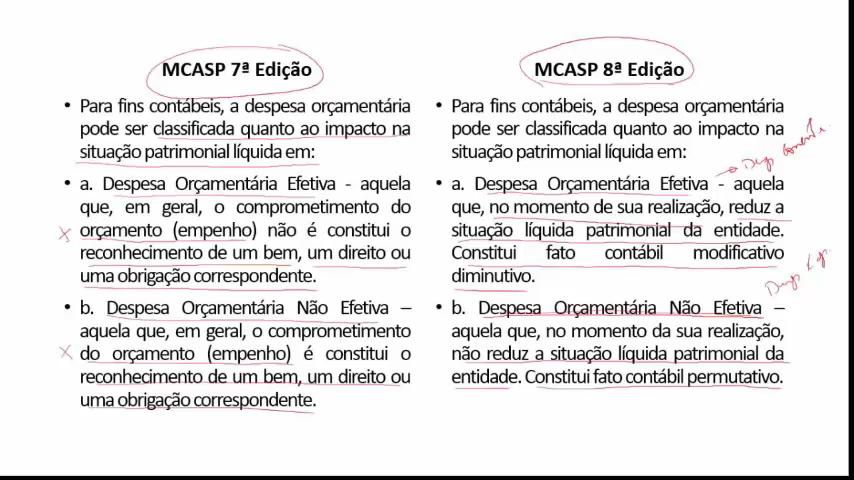 MCASP 7ª Edição
• Para fins contábeis, a despesa orçamentária
pode ser classificada quanto ao impacto na
situação patrimonial líquida em:
• a. Despesa Orçamentária Efetiva - aquela
que, em geral, o comprometimento do
orçamento (empenho) não é constitui o
reconhecimento de um bem, um direito ou
uma obrigação correspondente.
• b. Despesa Orçamentária Não Efetiva –
aquela que, em geral, o comprometimento
do orçamento (empenho) é constitui o
reconhecimento de um bem, um direito ou
uma obrigação correspondente.
MCASP 8ª Edição
• Para fins contábeis, a despesa orçamentária
pode ser classificada quanto ao impacto na
situação patrimonial líquida em:
• a. Despesa Orçamentária Efetiva - aquela
que, no momento de sua realização, reduz a
situação líquida patrimonial da entidade.
Constitui fato contábil modificativo
diminutivo.
• b. Despesa Orçamentária Não Efetiva –
aquela que, no momento da sua realização,
não reduz a situação líquida patrimonial da
entidade. Constitui fato contábil permutativo.